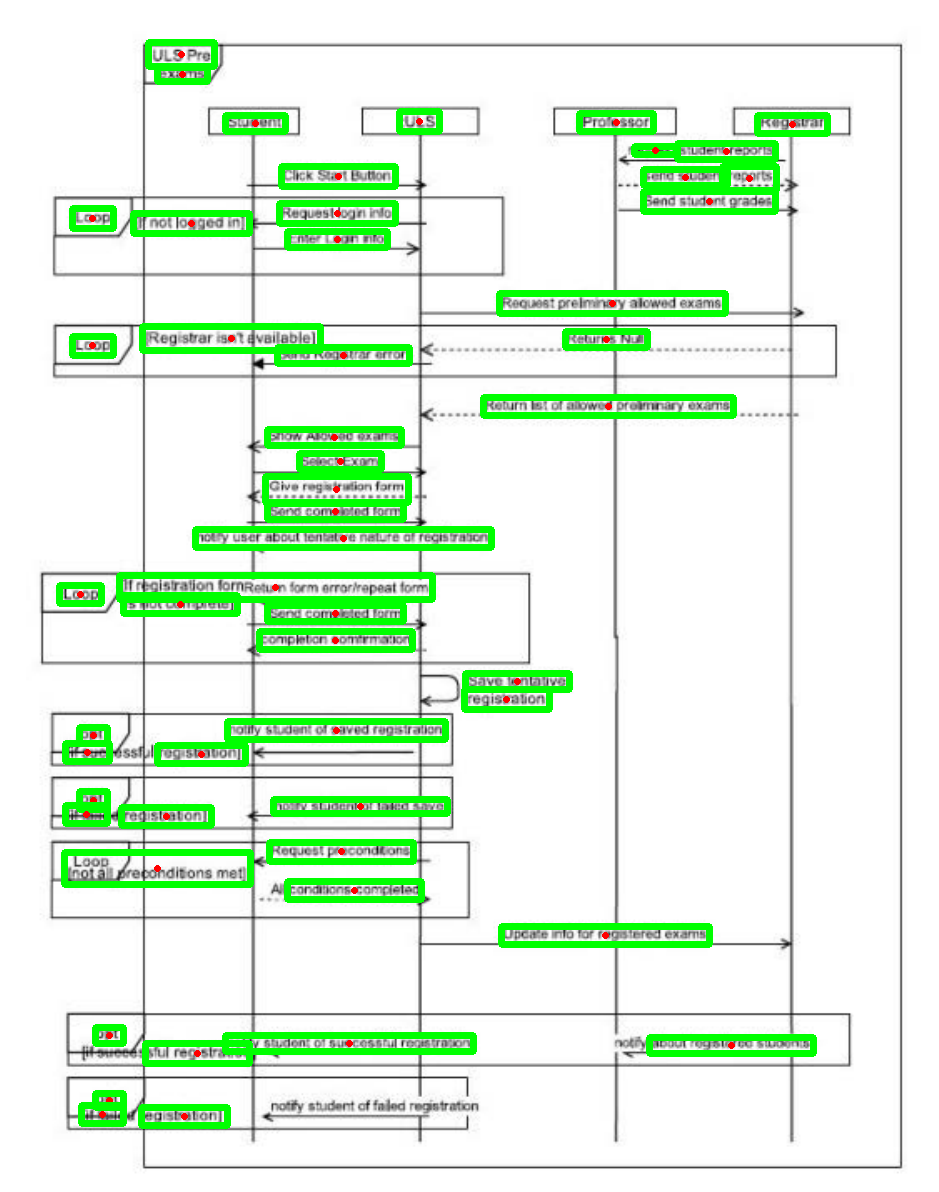 ULS Pre
exams
Student
ULS
Professor
Registrar
student reports
Click Start Button
Send student reports
Send student grades
Loop
[If not logged in]
Request login info
Enter Login info
Request preliminary allowed exams
Loop
[Registrar isn't available]
Returns Null
Send Registrar error
Return list of allowed preliminary exams
Show Allowed exams
Select Exam
Give registration form
Send completed form
notify user about tentative nature of registration
Loop
[If registration form
is not complete]
Return form error/repeat form
Send completed form
completion comfirmation
Save tentative
registration
opt
[if successful registration]
notify student of saved registration
opt
[if failed registration]
notify student of failed save
Loop
[not all preconditions met]
Request preconditions
All conditions completed
Update info for registered exams
opt
[if successful registration]
notify student of successful registration
notify about registered students
opt
[if failed registration]
notify student of failed registration